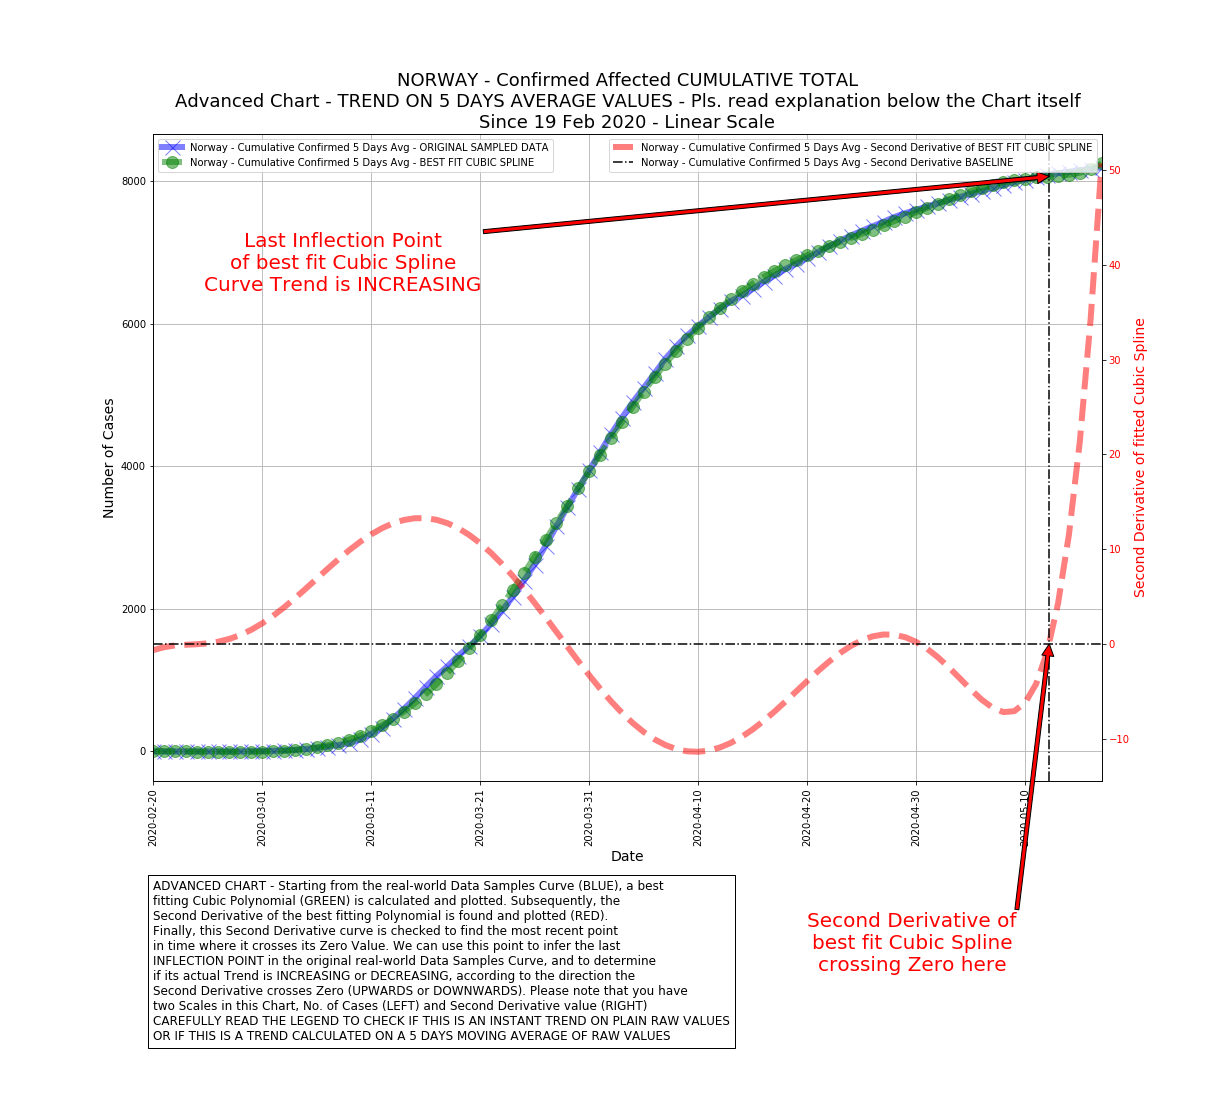 NORWAY - Confirmed Affected CUMULATIVE TOTAL
Advanced Chart - TREND ON 5 DAYS AVERAGE VALUES - Pls. read explanation below the Chart itself
Since 19 Feb 2020 - Linear Scale
Norway - Cumulative Confirmed 5 Days Avg - ORIGINAL SAMPLED DATA
Norway - Cumulative Confirmed 5 Days Avg - BEST FIT CUBIC SPLINE
Norway - Cumulative Confirmed 5 Days Avg - Second Derivative of BEST FIT CUBIC SPLINE
Norway - Cumulative Confirmed 5 Days Avg - Second Derivative BASELINE
Last Inflection Point
of best fit Cubic Spline
Curve Trend is INCREASING
Number of Cases
8000
6000
4000
2000
0
50
40
30
20
10
0
−10
Second Derivative of fitted Cubic Spline
2020-02-20
2020-03-01
2020-03-11
2020-03-21
2020-03-31
2020-04-10
2020-04-20
2020-04-30
2020-05-10
Date
ADVANCED CHART - Starting from the real-world Data Samples Curve (BLUE), a best
fitting Cubic Polynomial (GREEN) is calculated and plotted. Subsequently, the
Second Derivative of the best fitting Polynomial is found and plotted (RED).
Finally, this Second Derivative curve is checked to find the most recent point
in time where it crosses its Zero Value. We can use this point to infer the last
INFLECTION POINT in the original real-world Data Samples Curve, and to determine
if its actual Trend is INCREASING or DECREASING, according to the direction the
Second Derivative crosses Zero (UPWARDS or DOWNWARDS). Please note that you have
two Scales in this Chart, No. of Cases (LEFT) and Second Derivative value (RIGHT)
CAREFULLY READ THE LEGEND TO CHECK IF THIS IS AN INSTANT TREND ON PLAIN RAW VALUES
OR IF THIS IS A TREND CALCULATED ON A 5 DAYS MOVING AVERAGE OF RAW VALUES
Second Derivative of
best fit Cubic Spline
crossing Zero here